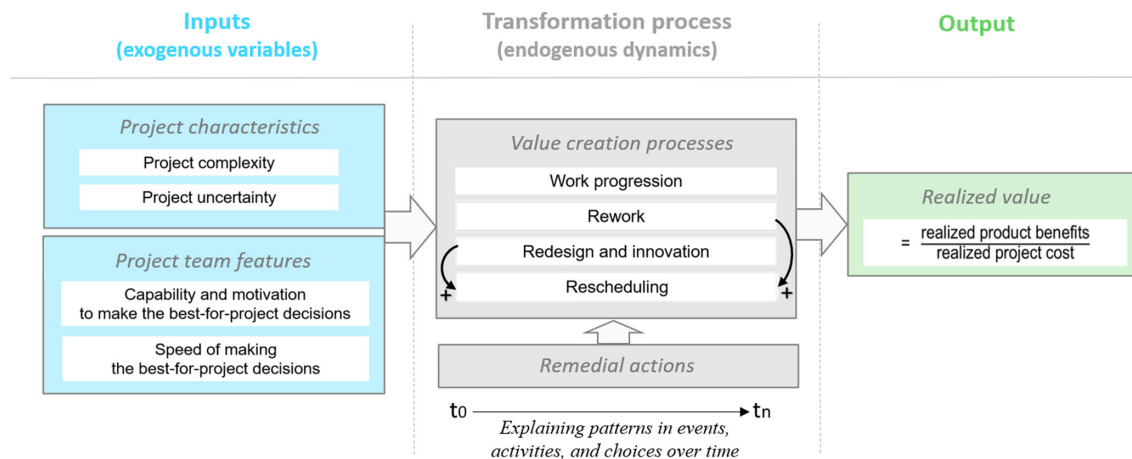 Inputs
(exogenous variables)
Transformation process
(endogenous dynamics)
Output
Project characteristics
Project complexity
Project uncertainty
Project team features
Capability and motivation
to make the best-for-project decisions
Speed of making
the best-for-project decisions
Value creation processes
Work progression
Rework
Redesign and innovation
Rescheduling
+
+
Remedial actions
t0
tn
Explaining patterns in events,
activities, and choices over time
Realized value
= realized product benefits
realized project cost